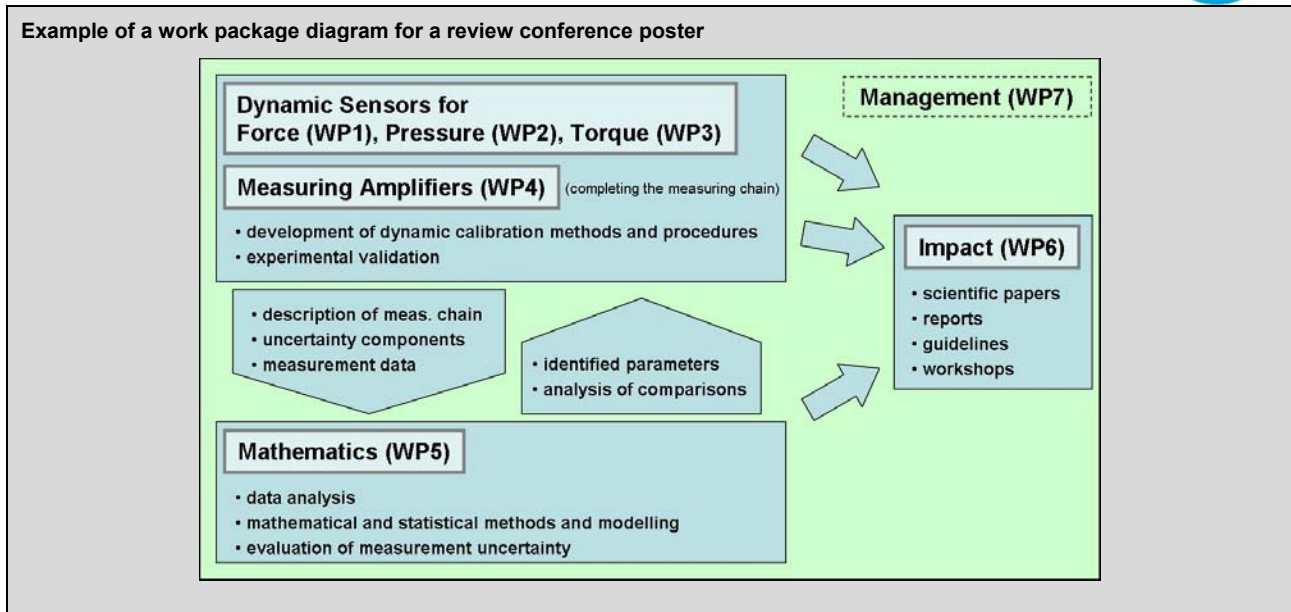 Example of a work package diagram for a review conference poster
Dynamic Sensors for
Force (WP1), Pressure (WP2), Torque (WP3)
Management (WP7)
Measuring Amplifiers (WP4) (completing the measuring chain)
• development of dynamic calibration methods and procedures
• experimental validation
Impact (WP6)
• scientific papers
• reports
• guidelines
• workshops
• description of meas. chain
• uncertainty components
• measurement data
• identified parameters
• analysis of comparisons
Mathematics (WP5)
• data analysis
• mathematical and statistical methods and modelling
• evaluation of measurement uncertainty